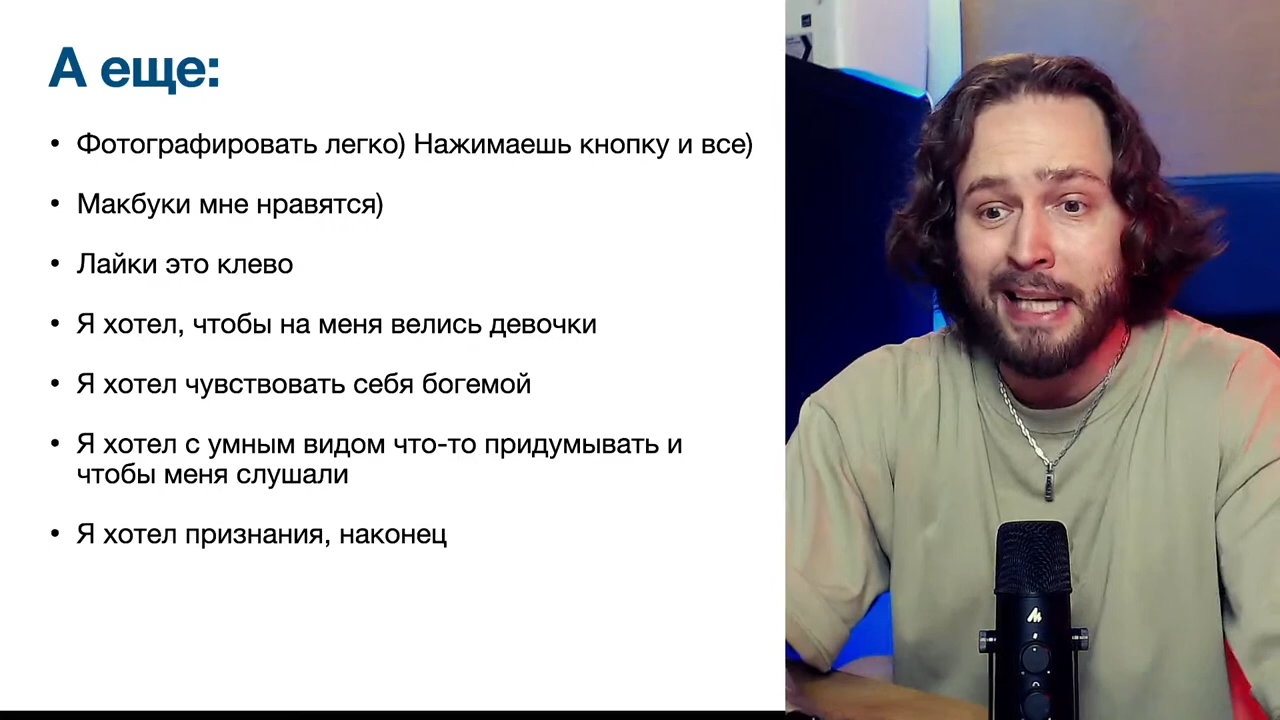 А еще:
• Фотографировать легко) Нажимаешь кнопку и все)
• Макбуки мне нравятся)
• Лайки это клево
• Я хотел, чтобы на меня велись девочки
• Я хотел чувствовать себя богемой
• Я хотел с умным видом что-то придумывать и
чтобы меня слушали
• Я хотел признания, наконец